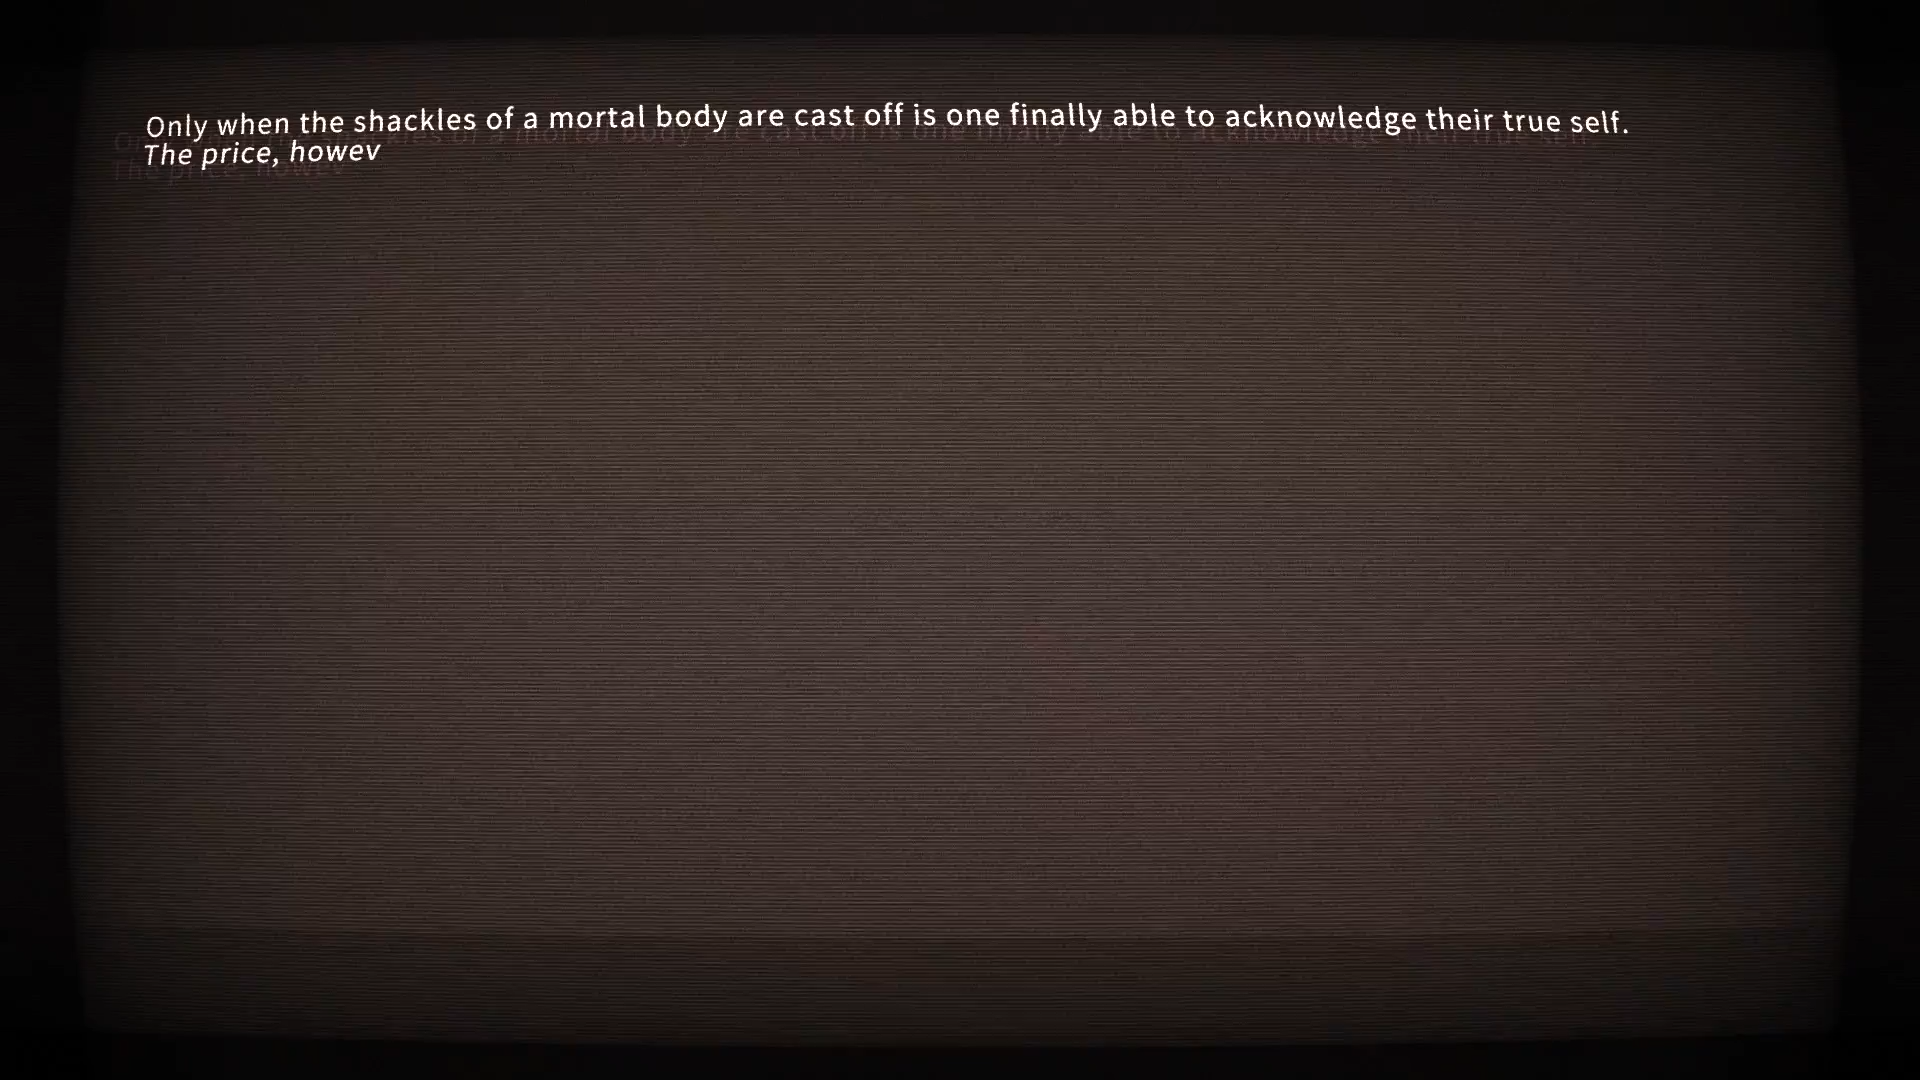 Only when the shackles of a mortal body are cast off is one finally able to acknowledge their true self.
The price, howev